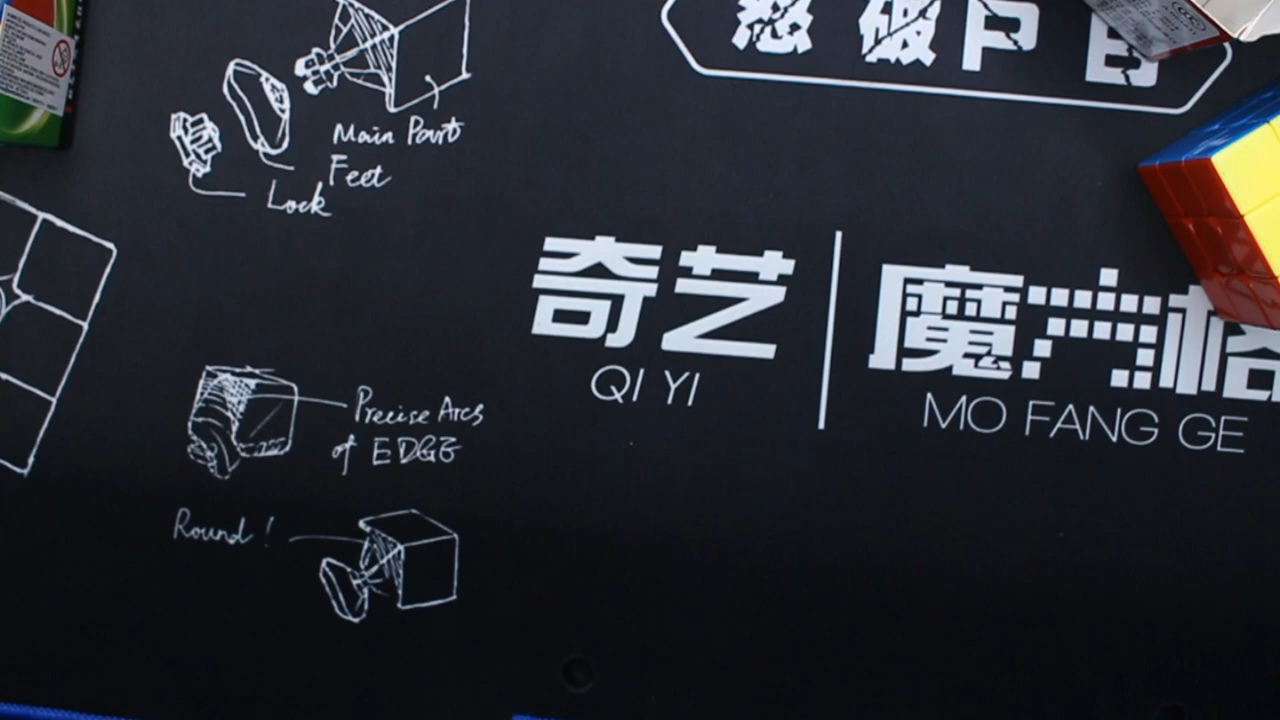 破
Main Part
Feet
Lock
奇艺 魔方格
QI YI MO FANG GE
Precise Arcs
of EDGE
Round!